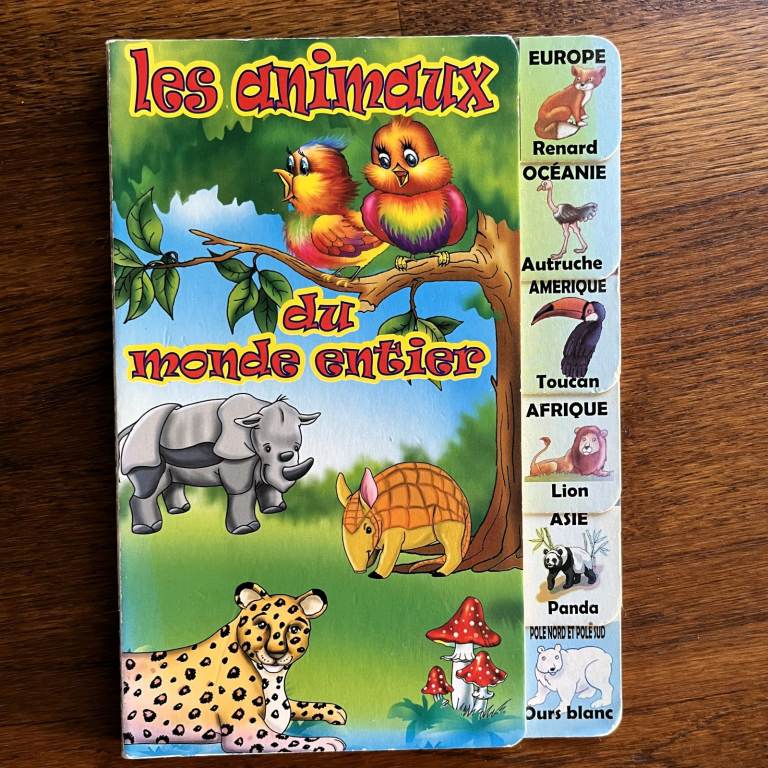 les animaux
du
monde entier
EUROPE
Renard
OCÉANIE
Autruche
AMERIQUE
Toucan
AFRIQUE
Lion
ASIE
Panda
POLE NORD ET POLE SUD
Ours blanc